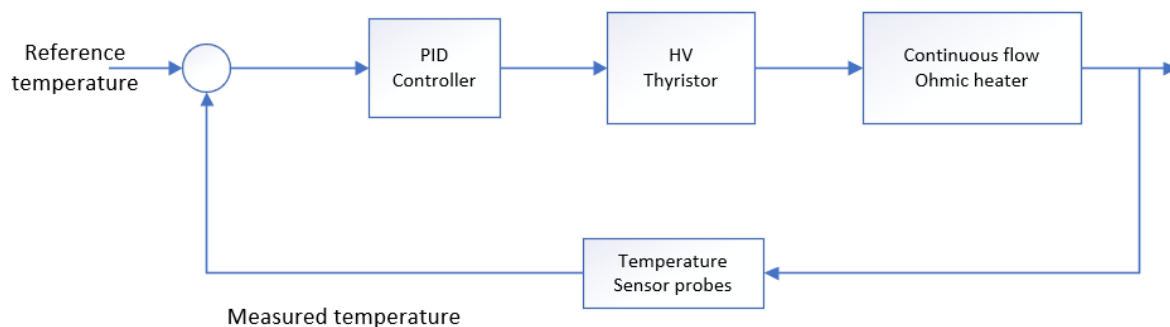 Reference
temperature
PID
Controller
HV
Thyristor
Continuous flow
Ohmic heater
Temperature
Sensor probes
Measured temperature